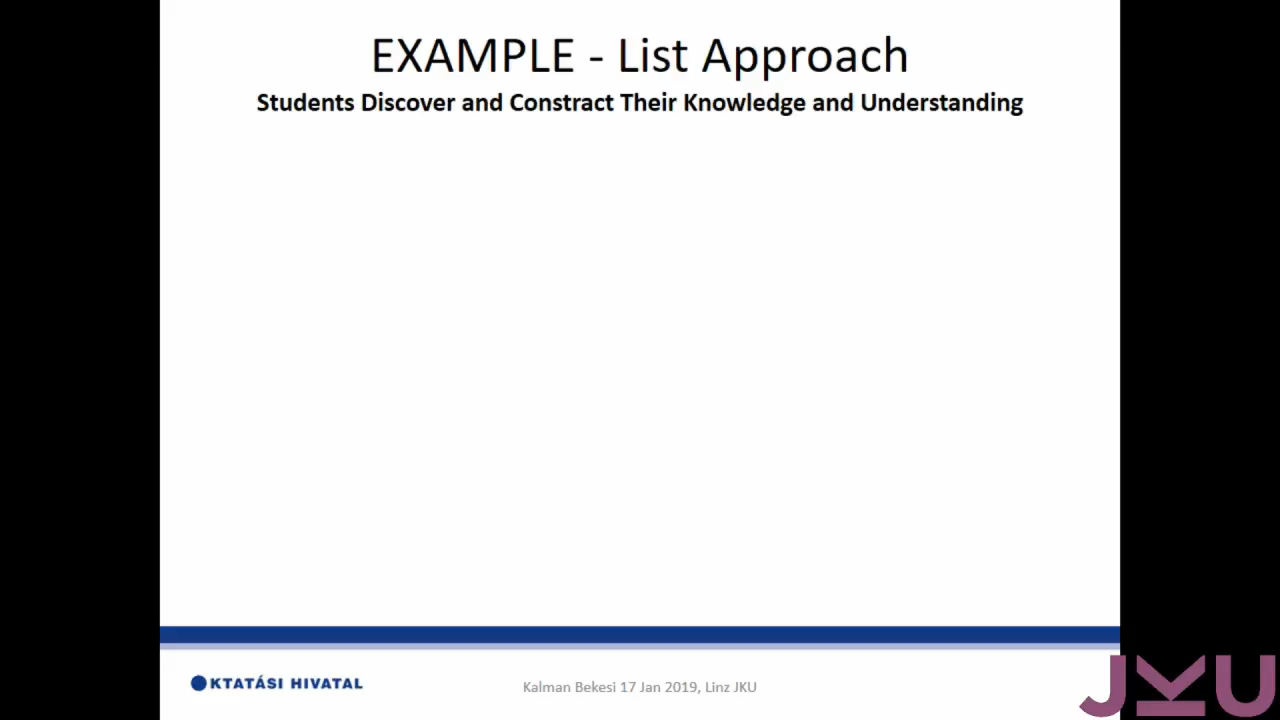 EXAMPLE - List Approach
Students Discover and Constract Their Knowledge and Understanding
OKTATÁSI HIVATAL
Kalman Bekesi 17 Jan 2019, Linz JKU
JKU